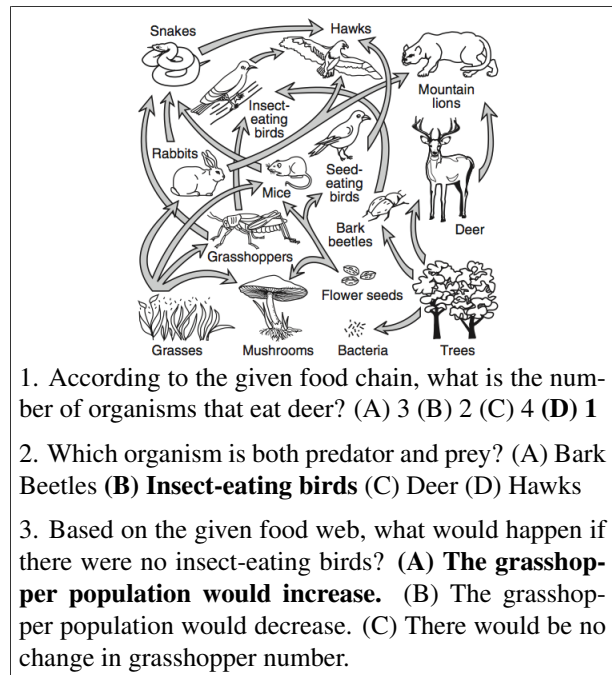 Snakes
Hawks
Insect-
eating
birds
Mountain
lions
Rabbits
Mice
Seed-
eating
birds
Bark
beetles
Deer
Grasshoppers
Flower seeds
Grasses
Mushrooms
Bacteria
Trees
1. According to the given food chain, what is the num-
ber of organisms that eat deer? (A) 3 (B) 2 (C) 4 (D) 1
2. Which organism is both predator and prey? (A) Bark
Beetles (B) Insect-eating birds (C) Deer (D) Hawks
3. Based on the given food web, what would happen if
there were no insect-eating birds? (A) The grasshop-
per population would increase. (B) The grasshop-
per population would decrease. (C) There would be no
change in grasshopper number.